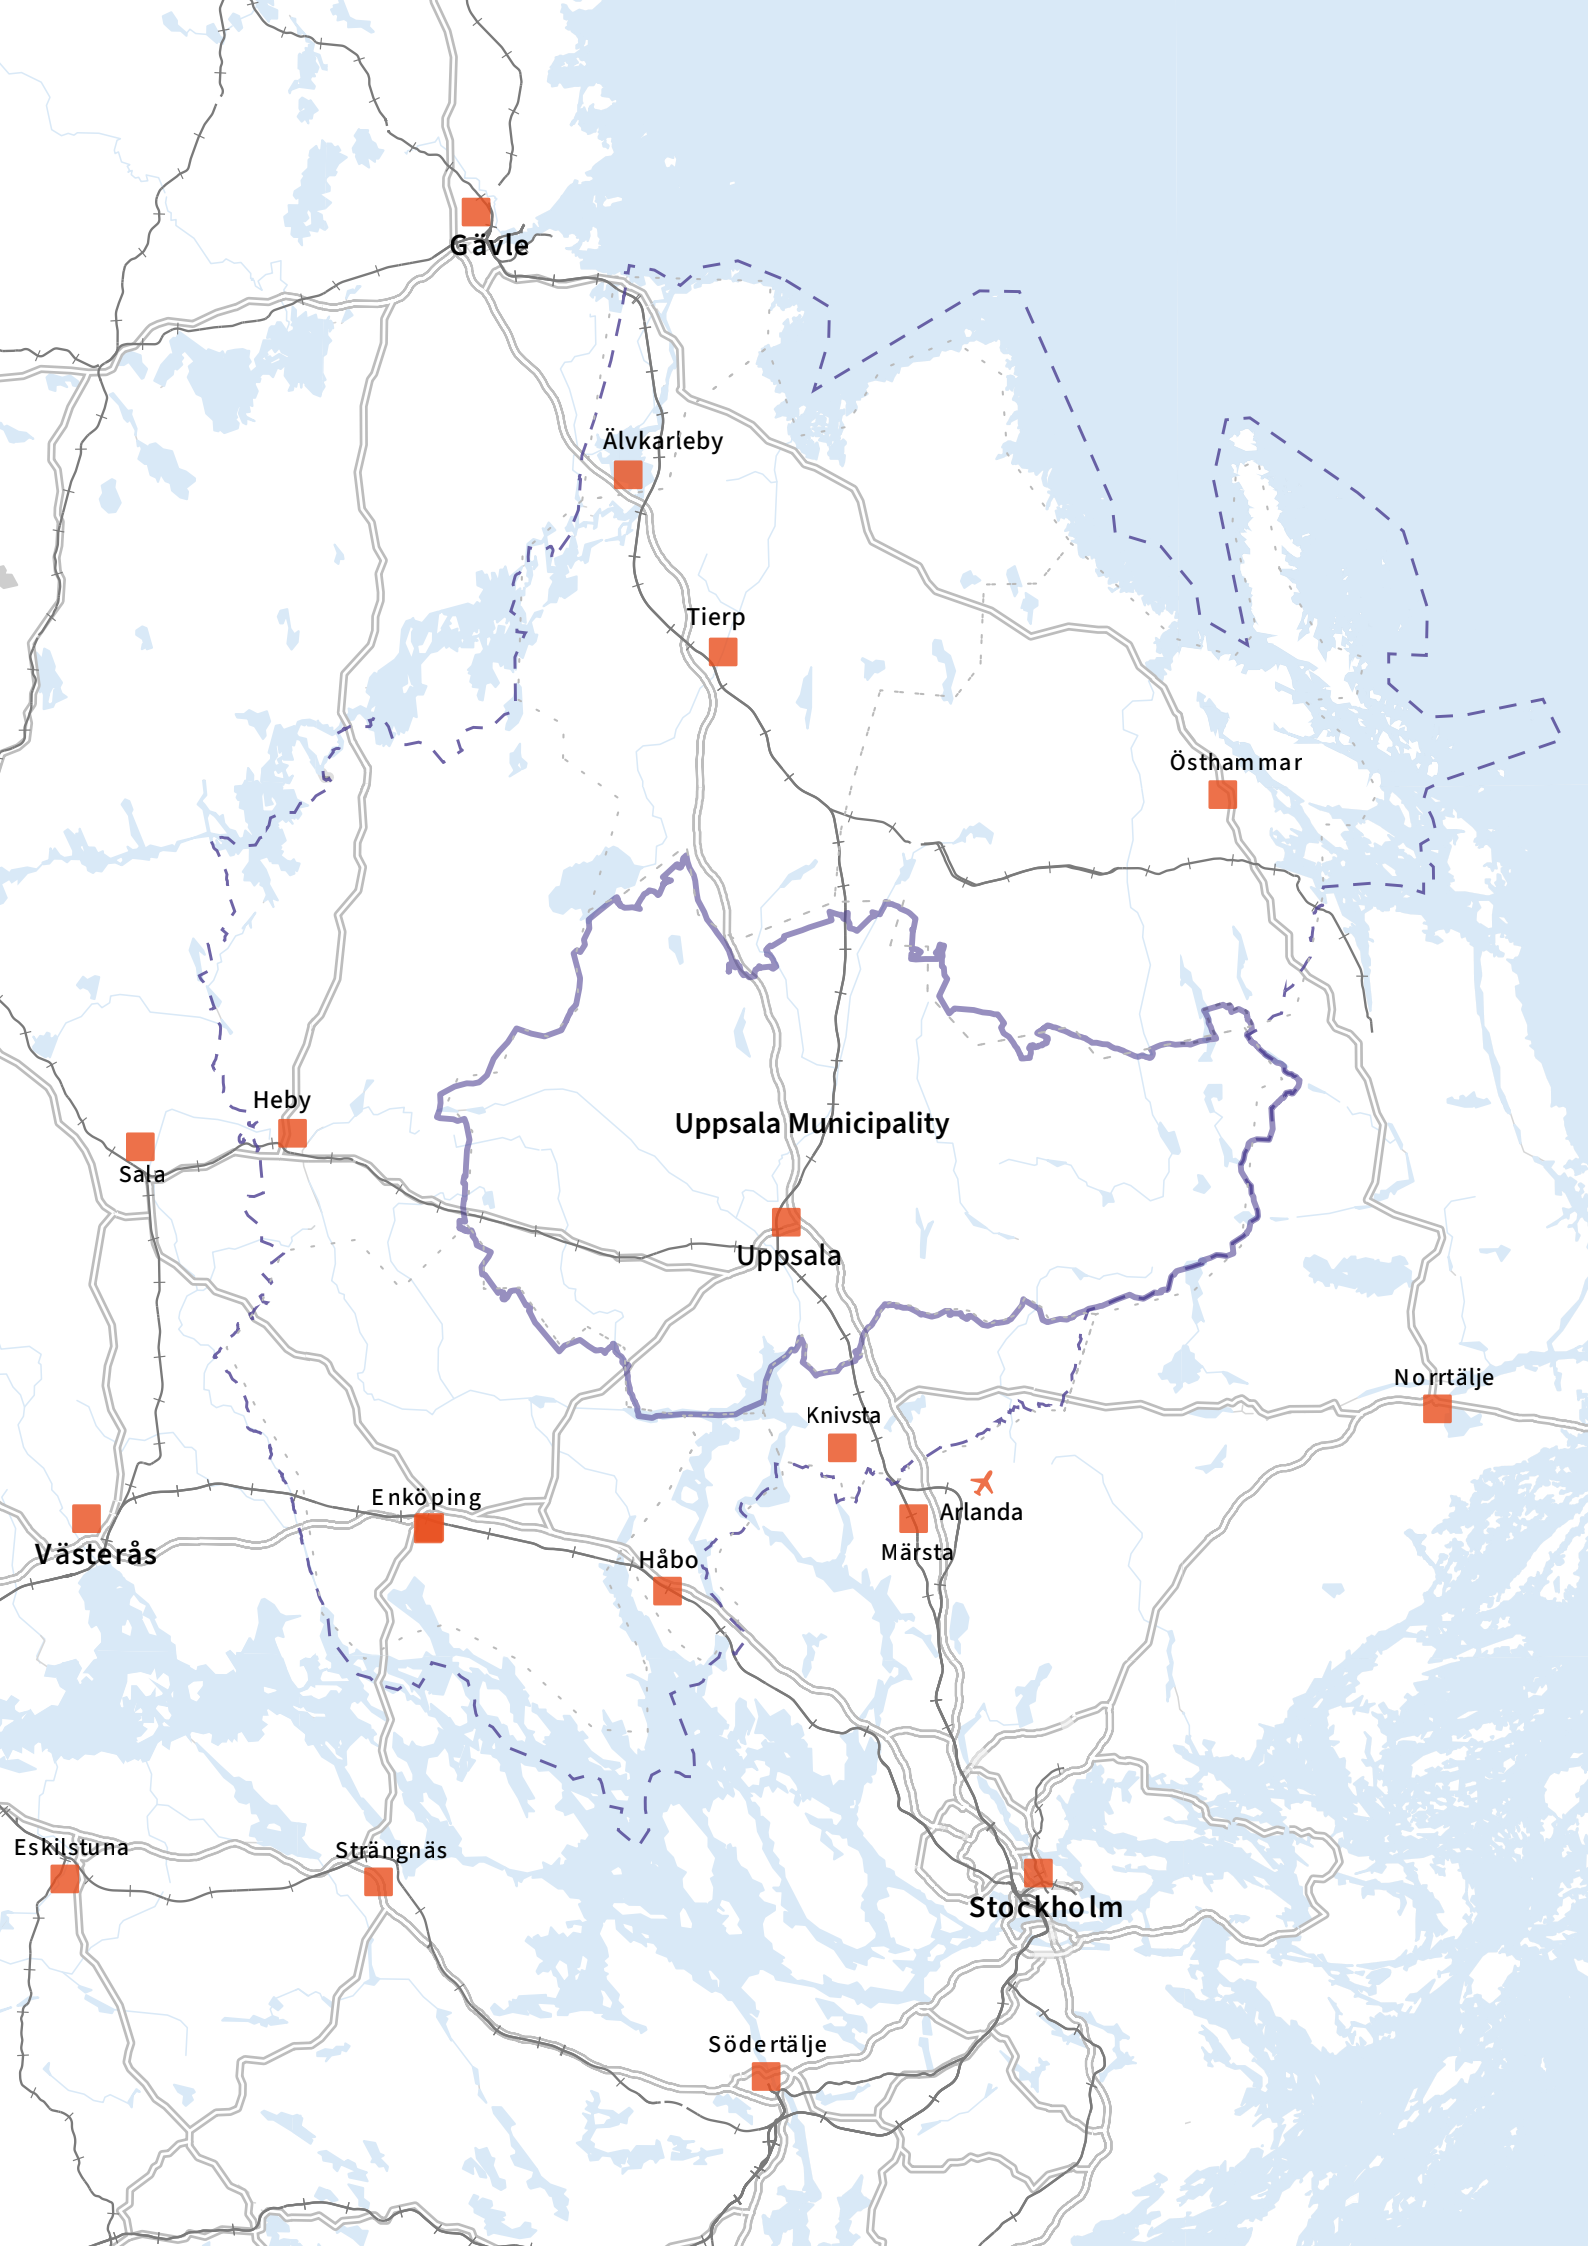 Gävle
Älvkarleby
Tierp
Östhammar
Heby
Uppsala Municipality
Sala
Uppsala
Norrtälje
Knivsta
Enköping
Arlanda
Västerås
Håbo
Märsta
Eskilstuna
Strängnäs
Stockholm
Södertälje